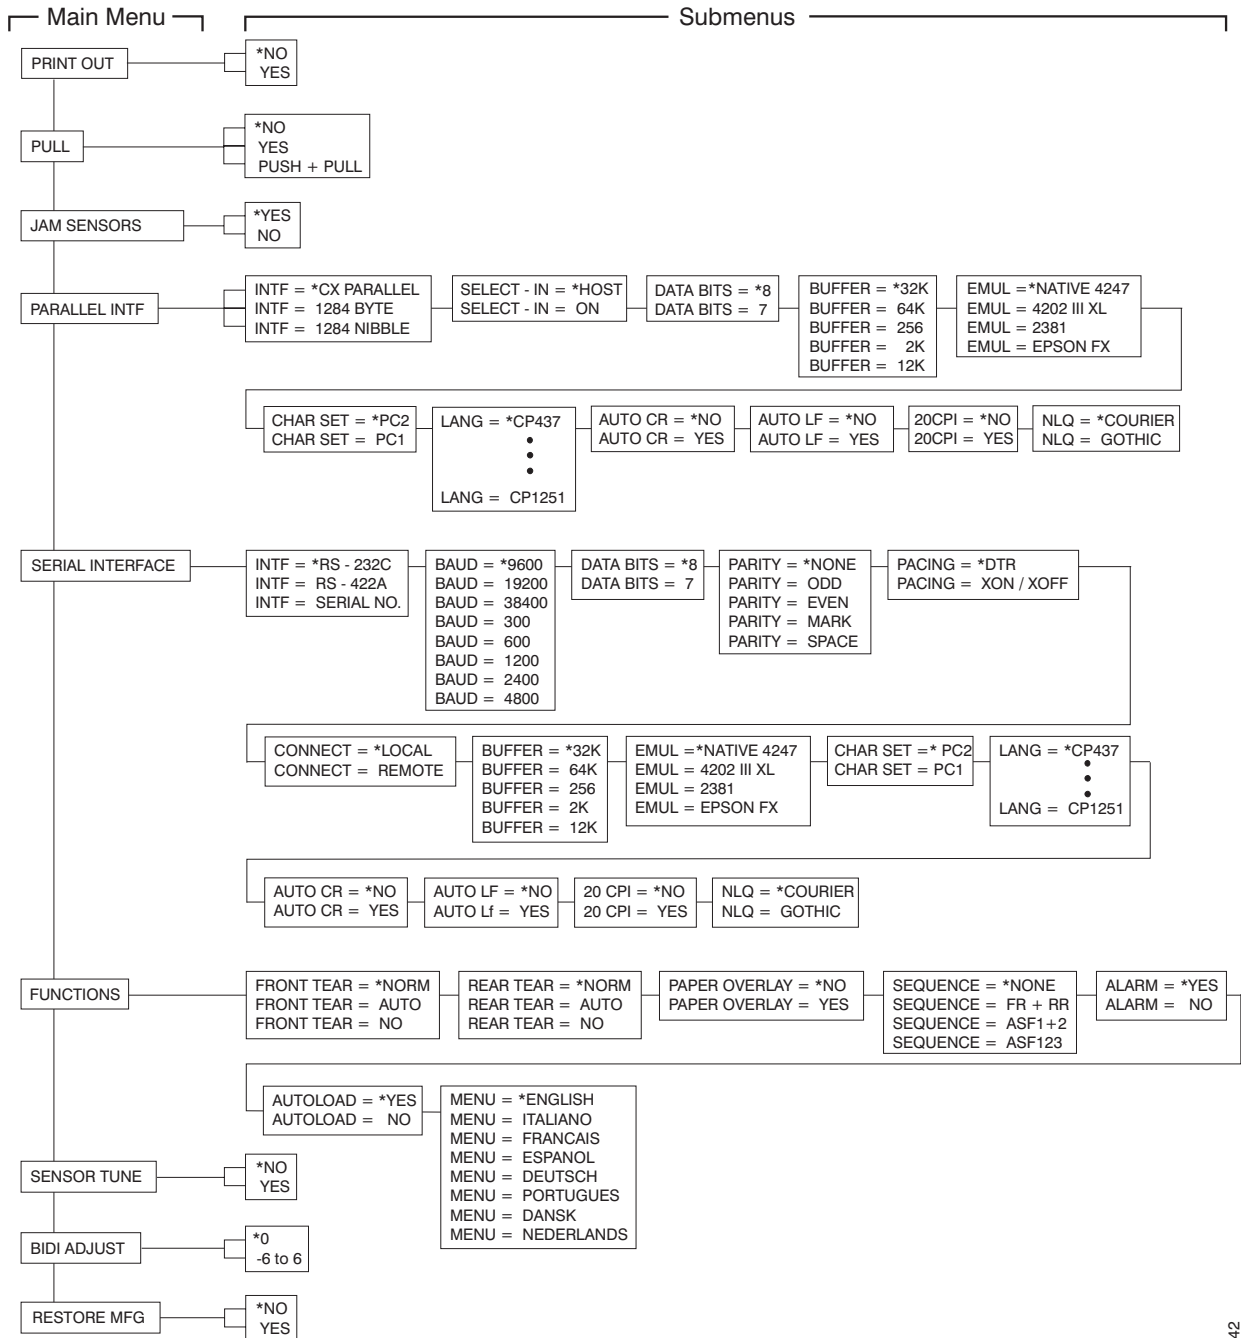 Main Menu
Submenus
PRINT OUT
*NO
YES
PULL
*NO
YES
PUSH + PULL
JAM SENSORS
*YES
NO
PARALLEL INTF
INTF = *CX PARALLEL
INTF = 1284 BYTE
INTF = 1284 NIBBLE
SELECT - IN = *HOST
SELECT - IN = ON
DATA BITS = *8
DATA BITS = 7
BUFFER = *32K
BUFFER = 64K
BUFFER = 256
BUFFER = 2K
BUFFER = 12K
EMUL =*NATIVE 4247
EMUL = 4202 III XL
EMUL = 2381
EMUL = EPSON FX
CHAR SET = *PC2
CHAR SET = PC1
LANG = *CP437
LANG = CP1251
AUTO CR = *NO
AUTO CR = YES
AUTO LF = *NO
AUTO LF = YES
20CPI = *NO
20CPI = YES
NLQ = *COURIER
NLQ = GOTHIC
SERIAL INTERFACE
INTF = *RS - 232C
INTF = RS - 422A
INTF = SERIAL NO.
BAUD = *9600
BAUD = 19200
BAUD = 38400
BAUD = 300
BAUD = 600
BAUD = 1200
BAUD = 2400
BAUD = 4800
DATA BITS = *8
DATA BITS = 7
PARITY = *NONE
PARITY = ODD
PARITY = EVEN
PARITY = MARK
PARITY = SPACE
PACING = *DTR
PACING = XON / XOFF
CONNECT = *LOCAL
CONNECT = REMOTE
BUFFER = *32K
BUFFER = 64K
BUFFER = 256
BUFFER = 2K
BUFFER = 12K
EMUL =*NATIVE 4247
EMUL = 4202 III XL
EMUL = 2381
EMUL = EPSON FX
CHAR SET =* PC2
CHAR SET = PC1
LANG = *CP437
LANG = CP1251
AUTO CR = *NO
AUTO CR = YES
AUTO LF = *NO
AUTO Lf = YES
20 CPI = *NO
20 CPI = YES
NLQ = *COURIER
NLQ = GOTHIC
FUNCTIONS
FRONT TEAR = *NORM
FRONT TEAR = AUTO
FRONT TEAR = NO
REAR TEAR = *NORM
REAR TEAR = AUTO
REAR TEAR = NO
PAPER OVERLAY = *NO
PAPER OVERLAY = YES
SEQUENCE = *NONE
SEQUENCE = FR + RR
SEQUENCE = ASF1+2
SEQUENCE = ASF123
ALARM = *YES
ALARM = NO
AUTOLOAD = *YES
AUTOLOAD = NO
MENU = *ENGLISH
MENU = ITALIANO
MENU = FRANCAIS
MENU = ESPANOL
MENU = DEUTSCH
MENU = PORTUGUES
MENU = DANSK
MENU = NEDERLANDS
SENSOR TUNE
*NO
YES
BIDI ADJUST
*0
-6 to 6
RESTORE MFG
*NO
YES
42